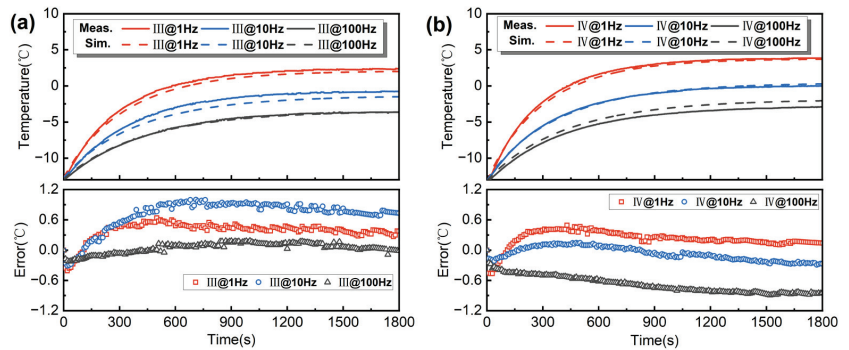 (a)
Meas. Ⅲ@1Hz Ⅲ@10Hz Ⅲ@100Hz
Sim. Ⅲ@1Hz Ⅲ@10Hz Ⅲ@100Hz
Temperature(℃)
10
5
0
−5
−10
Error(℃)
1.2
0.6
0.0
−0.6
−1.2
Ⅲ@1Hz Ⅲ@10Hz Ⅲ@100Hz
0 300 600 900 1200 1500 1800
Time(s)
(b)
Meas. Ⅳ@1Hz Ⅳ@10Hz Ⅳ@100Hz
Sim. Ⅳ@1Hz Ⅳ@10Hz Ⅳ@100Hz
Temperature(℃)
10
5
0
−5
−10
Error(℃)
1.2
0.6
0.0
−0.6
−1.2
Ⅳ@1Hz Ⅳ@10Hz Ⅳ@100Hz
0 300 600 900 1200 1500 1800
Time(s)